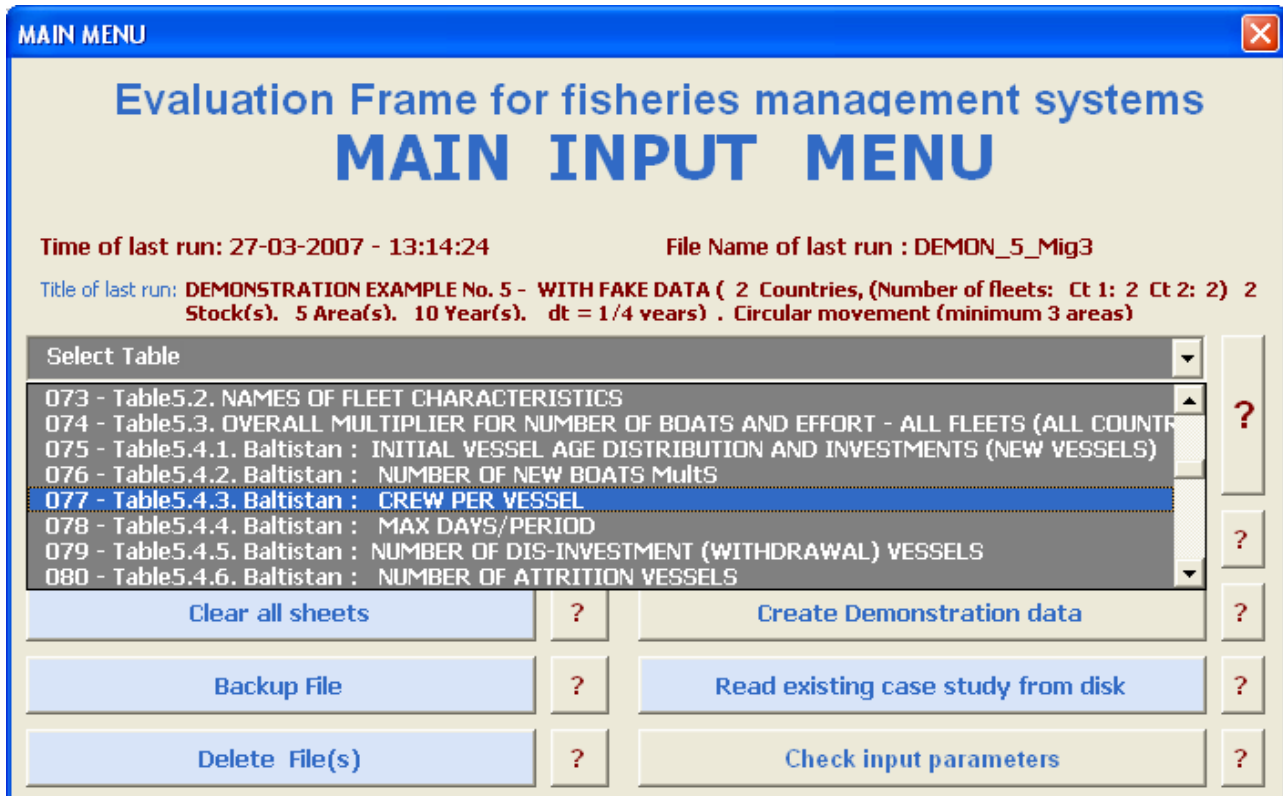 MAIN MENU
Evaluation Frame for fisheries management systems
MAIN INPUT MENU
Time of last run: 27-03-2007 - 13:14:24 File Name of last run : DEMON_5_Mig3
Title of last run: DEMONSTRATION EXAMPLE No. 5 - WITH FAKE DATA ( 2 Countries, (Number of fleets: Ct 1: 2 Ct 2: 2) 2
Stock(s). 5 Area(s). 10 Year(s). dt = 1/4 years) . Circular movement (minimum 3 areas)
Select Table
?
073 - Table5.2. NAMES OF FLEET CHARACTERISTICS
074 - Table5.3. OVERALL MULTIPLIER FOR NUMBER OF BOATS AND EFFORT - ALL FLEETS (ALL COUNTR
075 - Table5.4.1. Baltistan : INITIAL VESSEL AGE DISTRIBUTION AND INVESTMENTS (NEW VESSELS)
076 - Table5.4.2. Baltistan : NUMBER OF NEW BOATS MultS
077 - Table5.4.3. Baltistan : CREW PER VESSEL
078 - Table5.4.4. Baltistan : MAX DAYS/PERIOD
079 - Table5.4.5. Baltistan : NUMBER OF DIS-INVESTMENT (WITHDRAWAL) VESSELS
?
080 - Table5.4.6. Baltistan : NUMBER OF ATTRITION VESSELS
Clear all sheets ? Create Demonstration data ?
Backup File ? Read existing case study from disk ?
Delete File(s) ? Check input parameters ?